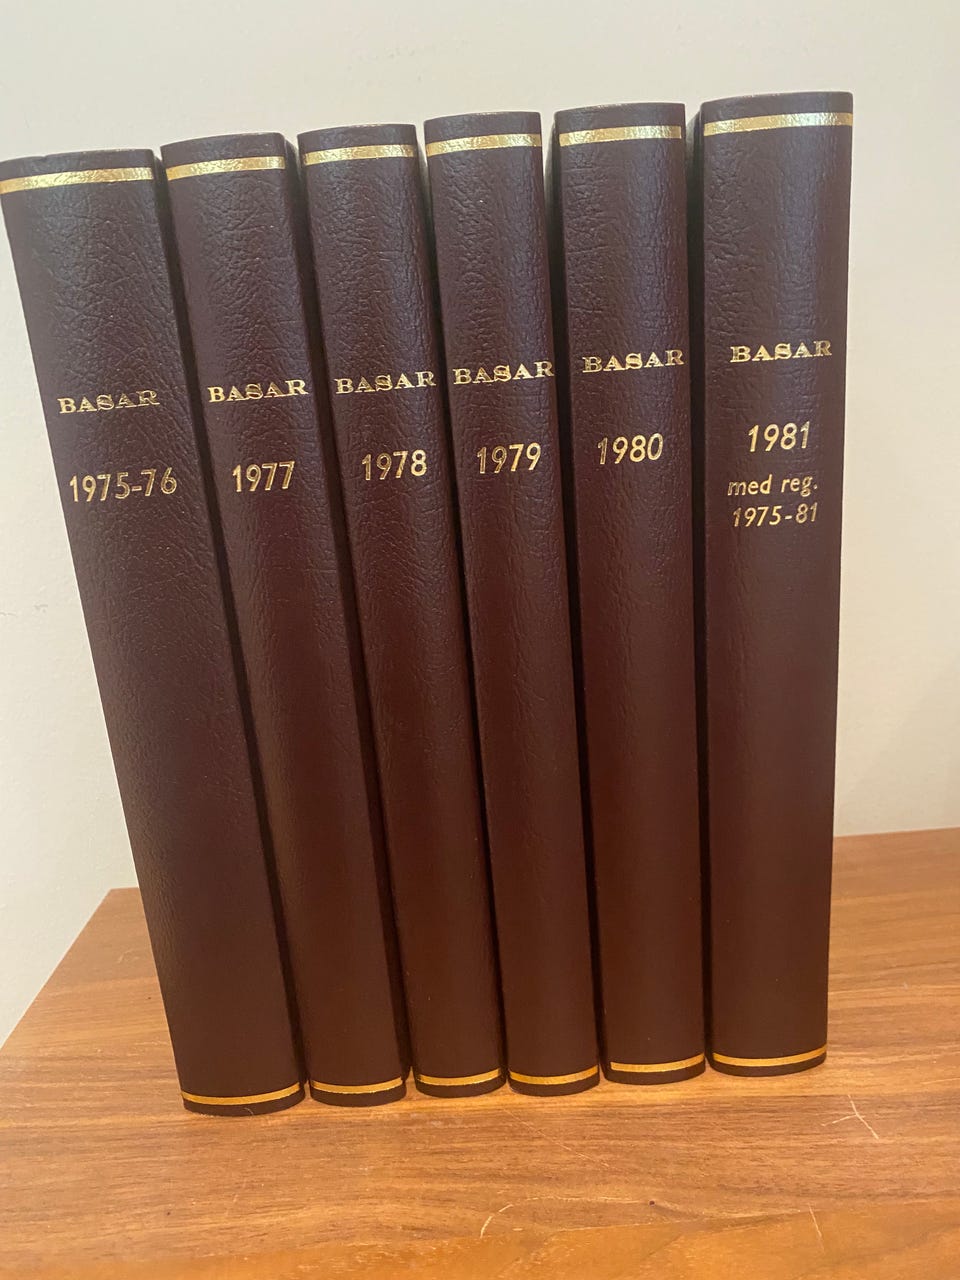 BASAR
1975-76
BASAR
1977
BASAR
1978
BASAR
1979
BASAR
1980
BASAR
1981
med reg.
1975-81